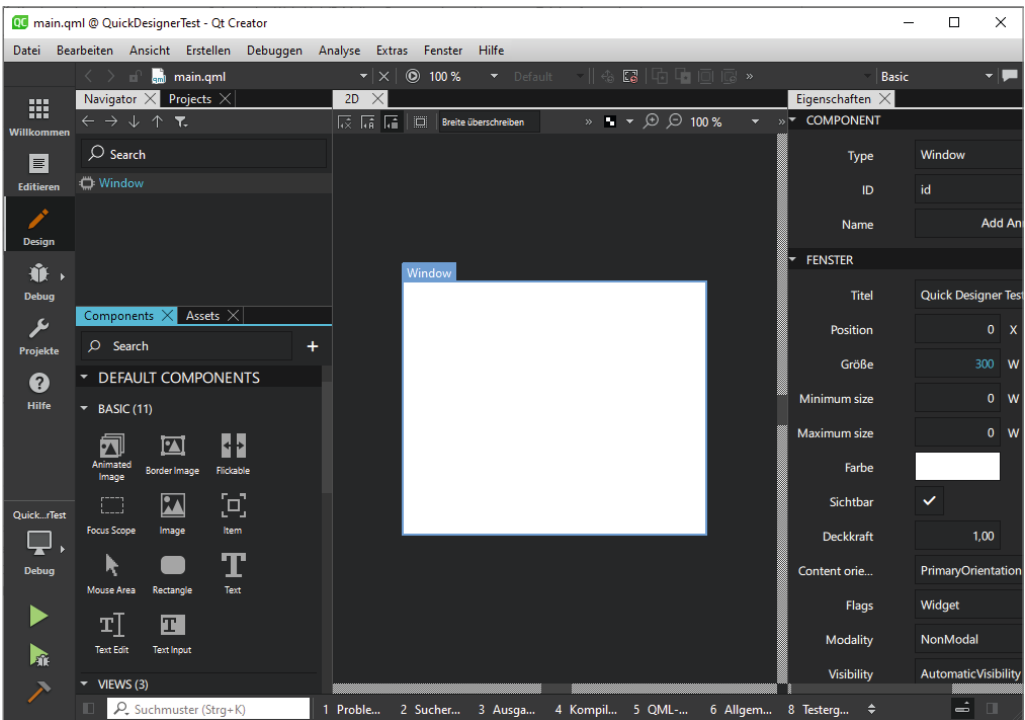 QC main.qml @ QuickDesignerTest - Qt Creator
Datei Bearbeiten Ansicht Erstellen Debuggen Analyse Extras Fenster Hilfe
qml main.qml 100 % Default » Basic
Navigator Projects 2D Eigenschaften
Breite überschreiben » 100 % »
COMPONENT
Willkommen
Editieren
Design
Debug
Projekte
Hilfe
Quick...rTest
Debug
Search
Window
Components Assets
Search +
DEFAULT COMPONENTS
BASIC (11)
Animated Image Border Image Flickable
Focus Scope Image Item
Mouse Area Rectangle Text
Text Edit Text Input
VIEWS (3)
Window
Type Window
ID id
Name Add An
FENSTER
Titel Quick Designer Test
Position 0 X
Größe 300 W
Minimum size 0 W
Maximum size 0 W
Farbe
Sichtbar
Deckkraft 1,00
Content orie... PrimaryOrientation
Flags Widget
Modality NonModal
Visibility AutomaticVisibility
Suchmuster (Strg+K) 1 Proble... 2 Sucher... 3 Ausga... 4 Kompil... 5 QML-... 6 Allgem... 8 Testerg...